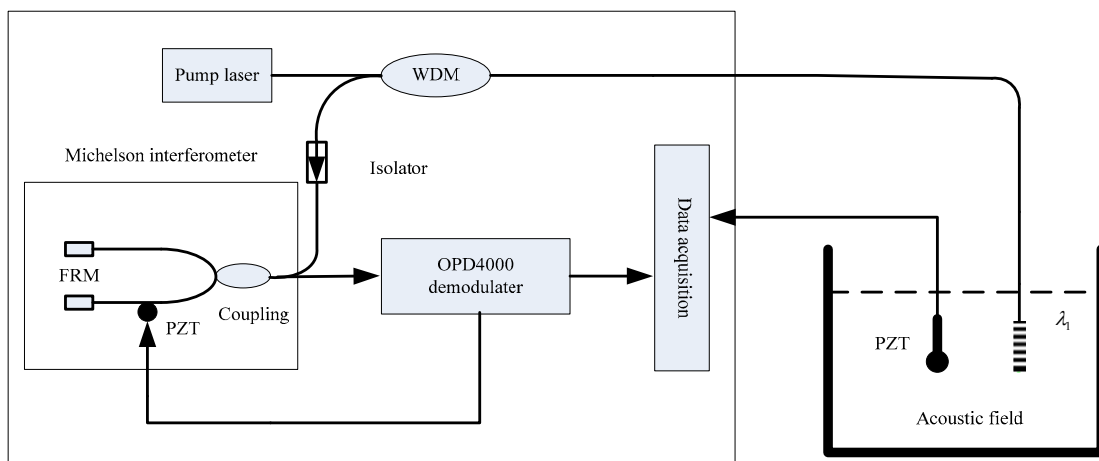 Pump laser
WDM
Michelson interferometer
Isolator
FRM
Coupling
PZT
OPD4000
demodulater
Data acquisition
PZT
λ1
Acoustic field